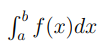 ∫_a^b f(x)dx